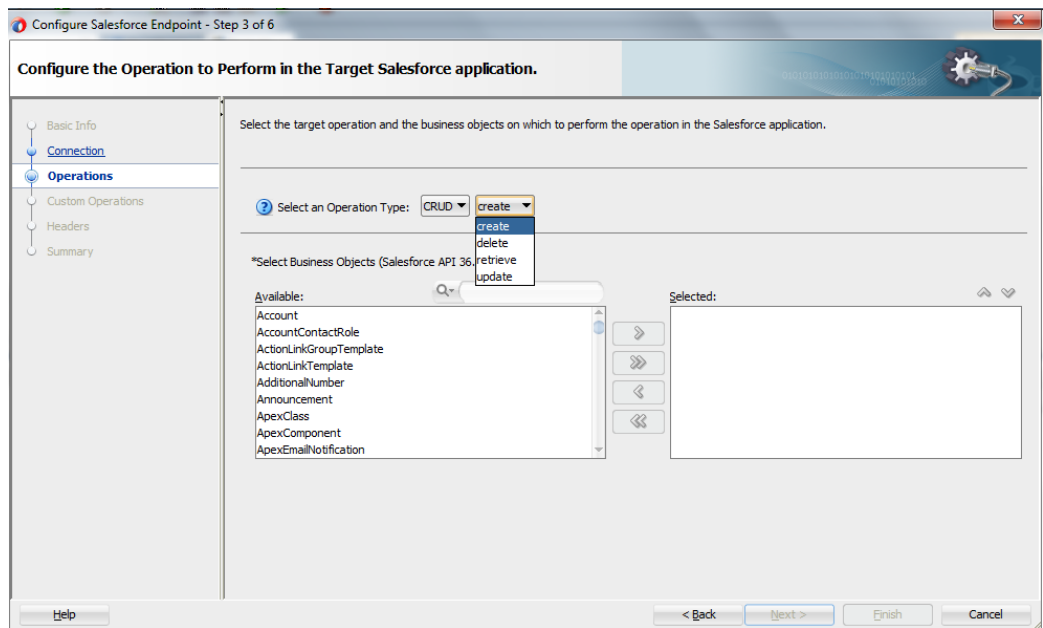 Configure Salesforce Endpoint - Step 3 of 6
Configure the Operation to Perform in the Target Salesforce application.
Basic Info
Connection
Operations
Custom Operations
Headers
Summary
Select the target operation and the business objects on which to perform the operation in the Salesforce application.
Select an Operation Type: CRUD create
create
delete
retrieve
update
*Select Business Objects (Salesforce API 36.
Available:
Account
AccountContactRole
ActionLinkGroupTemplate
ActionLinkTemplate
AdditionalNumber
Announcement
ApexClass
ApexComponent
ApexEmailNotification
Selected:
Help
< Back
Next >
Finish
Cancel